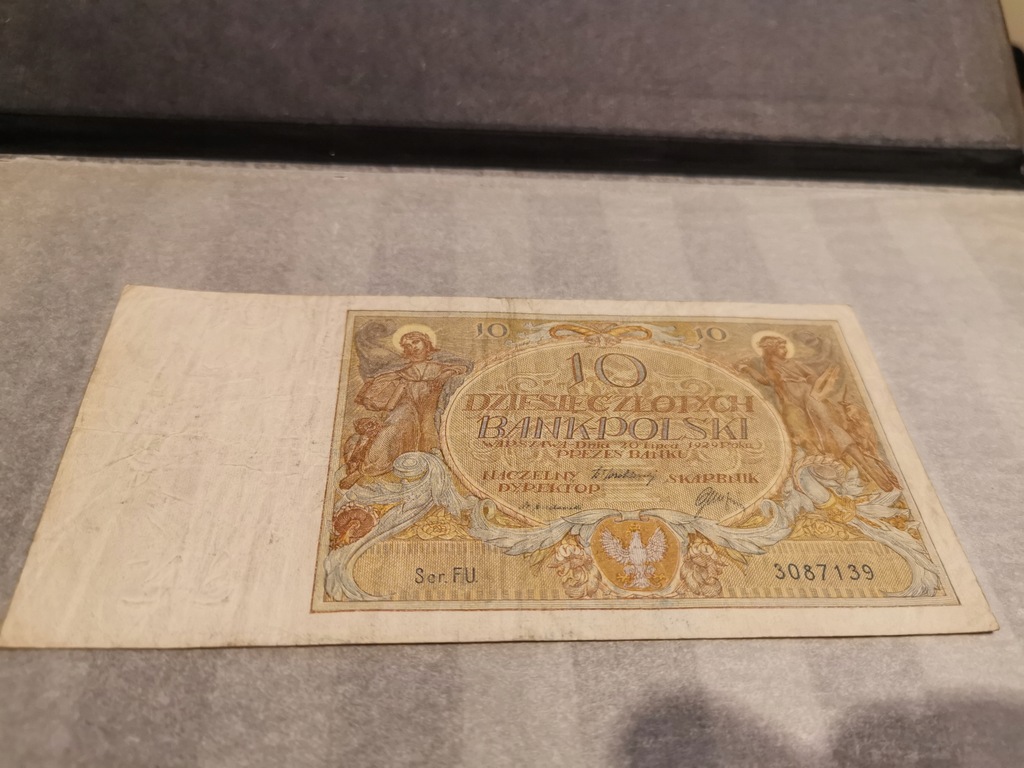 10 10
10
DZIESIĘĆ ZŁOTYCH
BANK POLSKI
WARSZAWA DNIA 20 LIPCA 1929 ROKU
PREZES BANKU
NACZELNY SKARBNIK
DYREKTOR
Ser. FU. 3087139